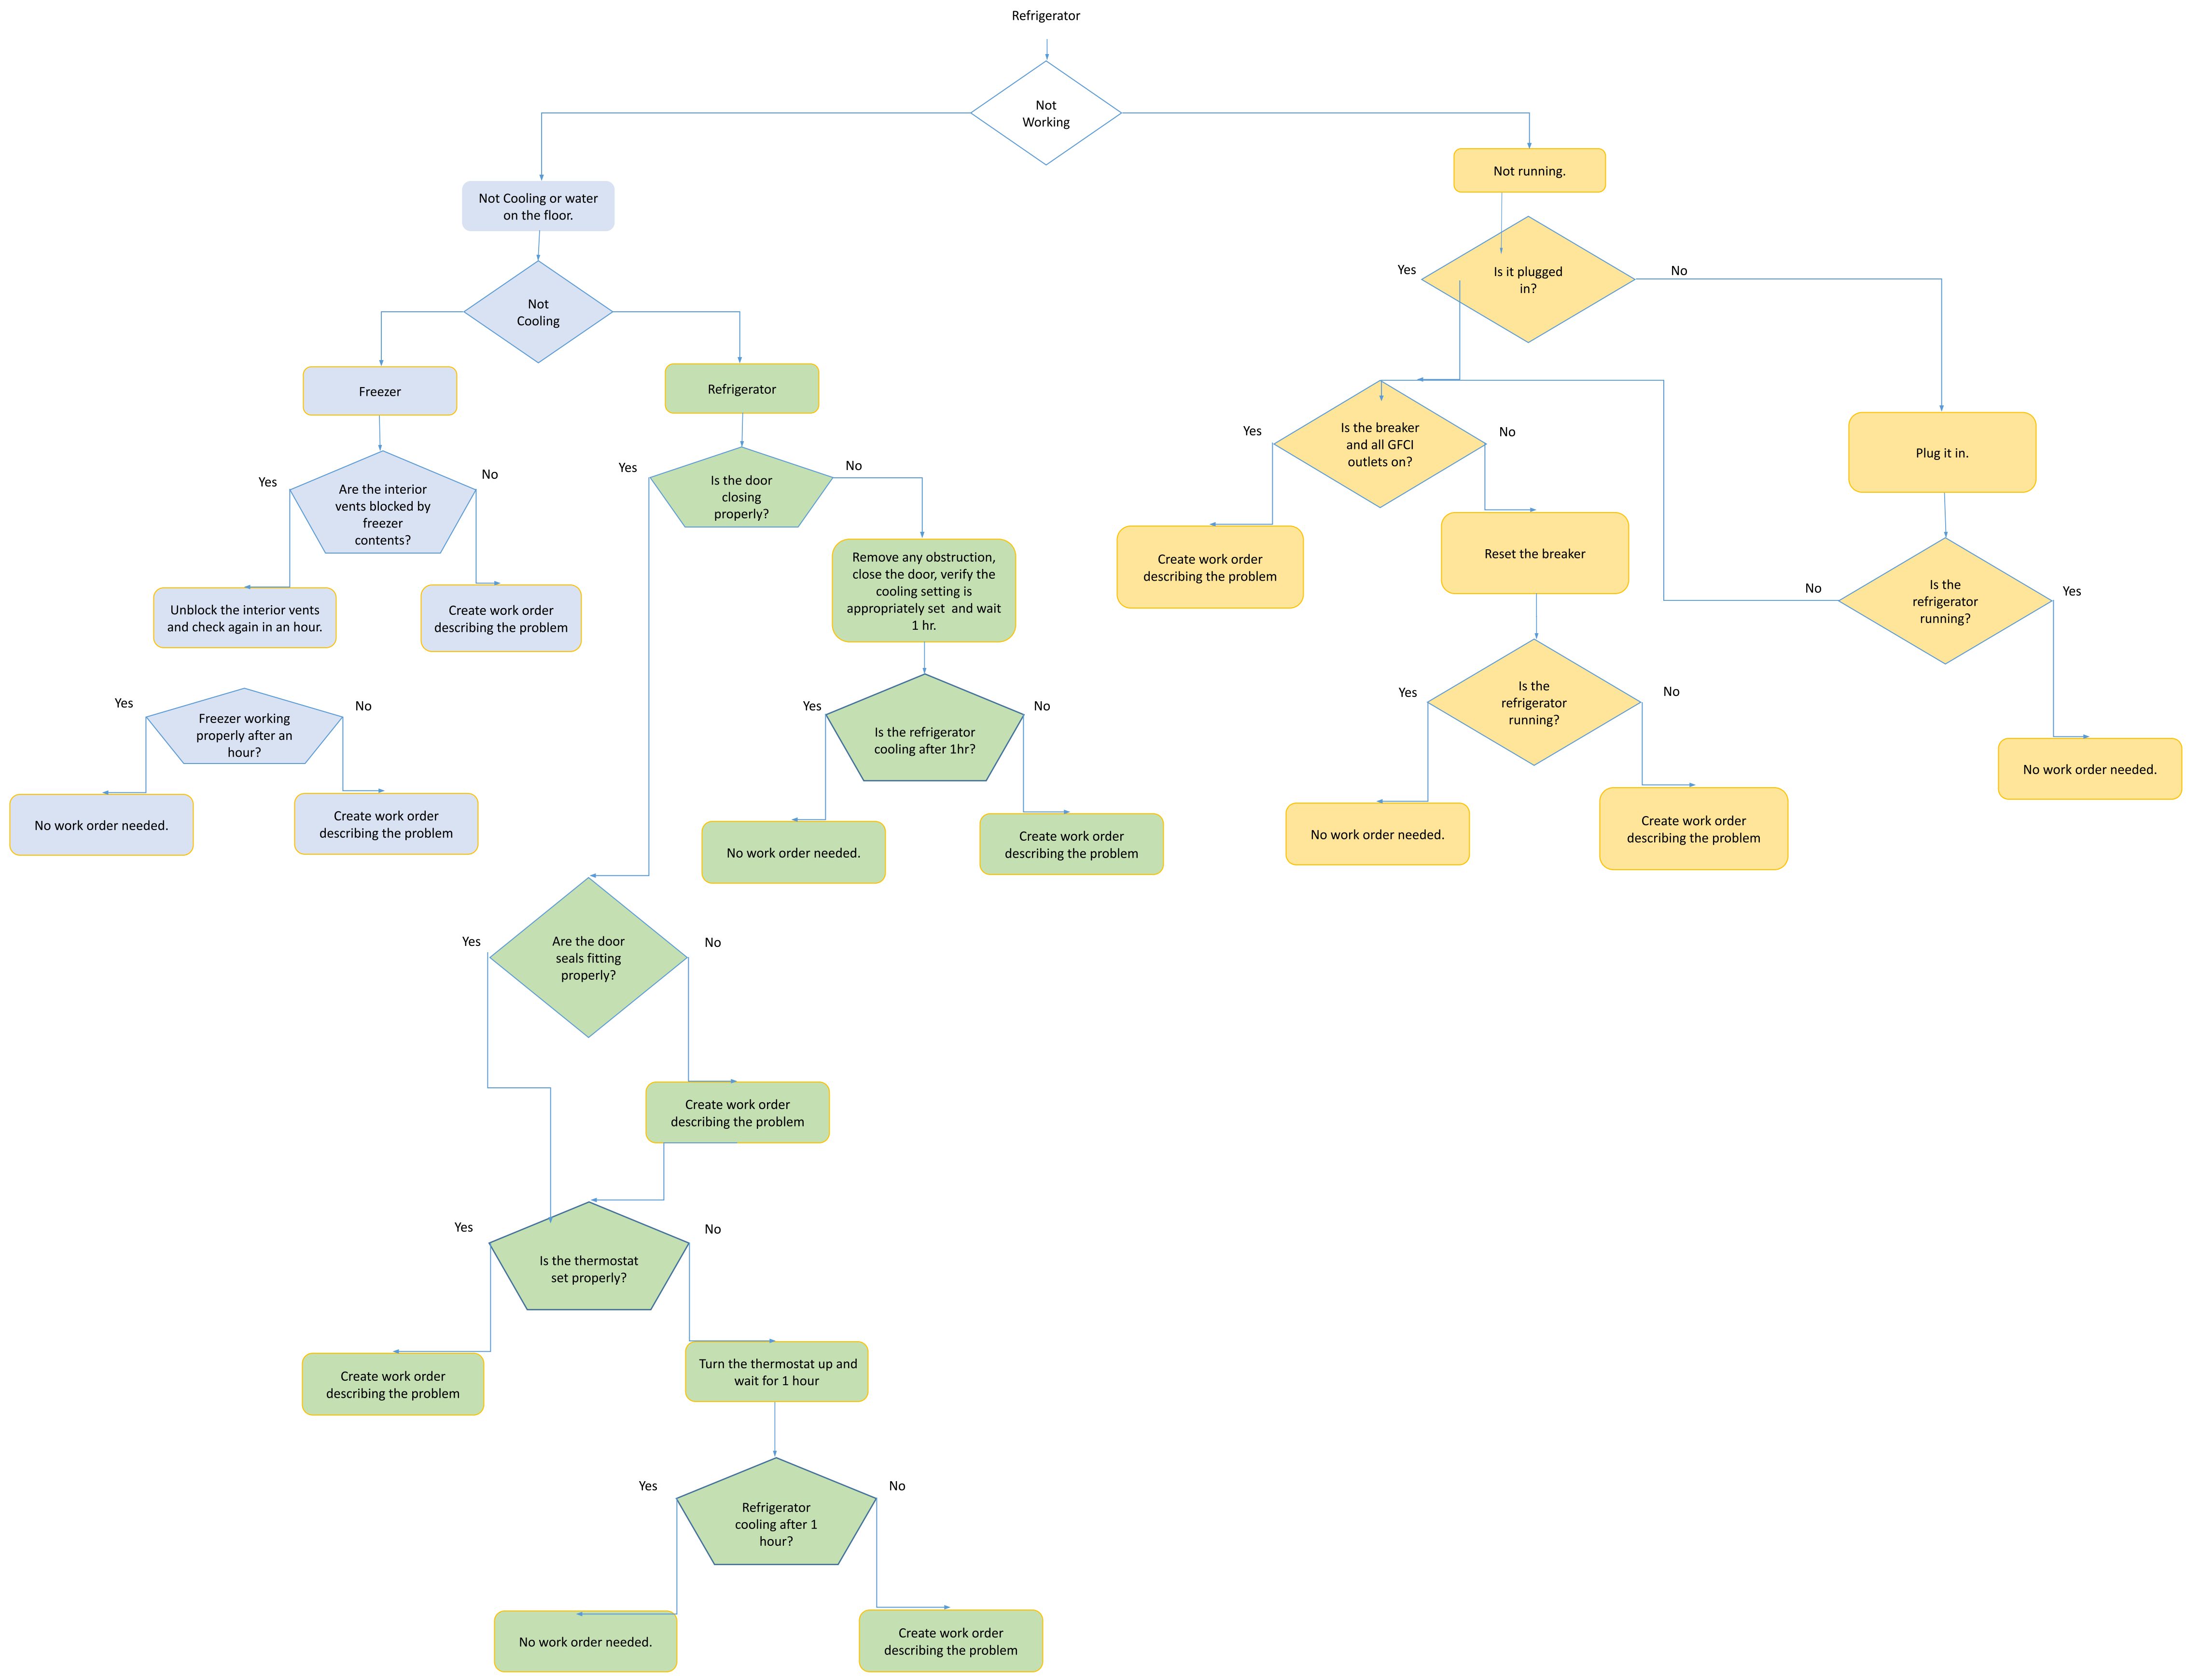 Refrigerator
Not
Working
Not Cooling or water
on the floor.
Not running.
Not
Cooling
Yes
Is it plugged
in?
No
Freezer
Refrigerator
Yes
Are the interior
vents blocked by
freezer
contents?
No
Yes
Is the door
closing
properly?
No
Yes
Is the breaker
and all GFCI
outlets on?
No
Plug it in.
Unblock the interior vents
and check again in an hour.
Create work order
describing the problem
Remove any obstruction,
close the door, verify the
cooling setting is
appropriately set  and wait
1 hr.
Create work order
describing the problem
Reset the breaker
No
Is the
refrigerator
running?
Yes
Yes
Freezer working
properly after an
hour?
No
Yes
Is the refrigerator
cooling after 1hr?
No
Yes
Is the
refrigerator
running?
No
No work order needed.
No work order needed.
Create work order
describing the problem
No work order needed.
Create work order
describing the problem
No work order needed.
Create work order
describing the problem
Yes
Are the door
seals fitting
properly?
No
Create work order
describing the problem
Yes
Is the thermostat
set properly?
No
Create work order
describing the problem
Turn the thermostat up and
wait for 1 hour
Yes
Refrigerator
cooling after 1
hour?
No
No work order needed.
Create work order
describing the problem